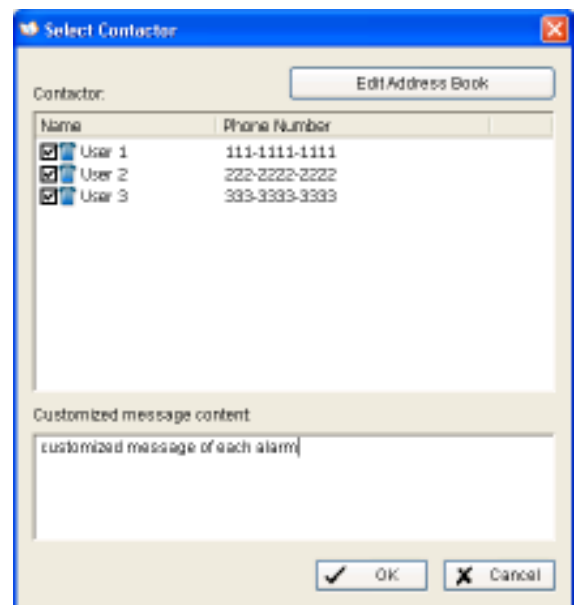 Select Contactor
Edit Address Book
Contactor:
Name Phone Number
User 1 111-1111-1111
User 2 222-2222-2222
User 3 333-3333-3333
Customized message content
customized message of each alarm
OK Cancel